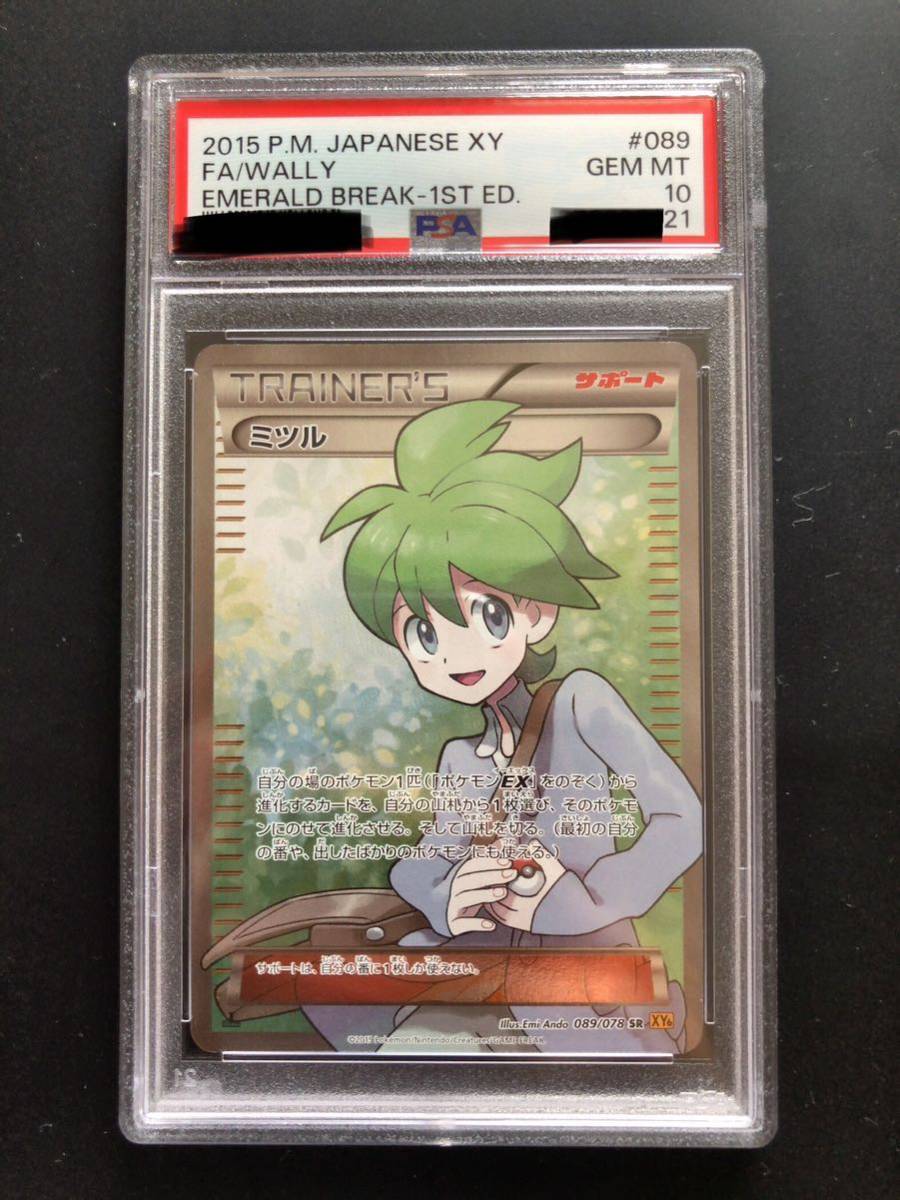 2015 P.M. JAPANESE XY #089
FA/WALLY GEM MT
EMERALD BREAK-1ST ED. 10
PSA 21
TRAINER'S サポート
ミツル
自分の場のポケモン1匹(「ポケモンEX」をのぞく)から
進化するカードを、自分の山札から1枚選び、そのポケモ
ンにのせて進化させる。そして山札を切る。(最初の自分
の番や、出したばかりのポケモンにも使える。)
サポートは、自分の番に1枚しか使えない。
Illus.Emi Ando 089/078 SR XY6
©2015 Pokémon/Nintendo/Creatures/GAME FREAK.